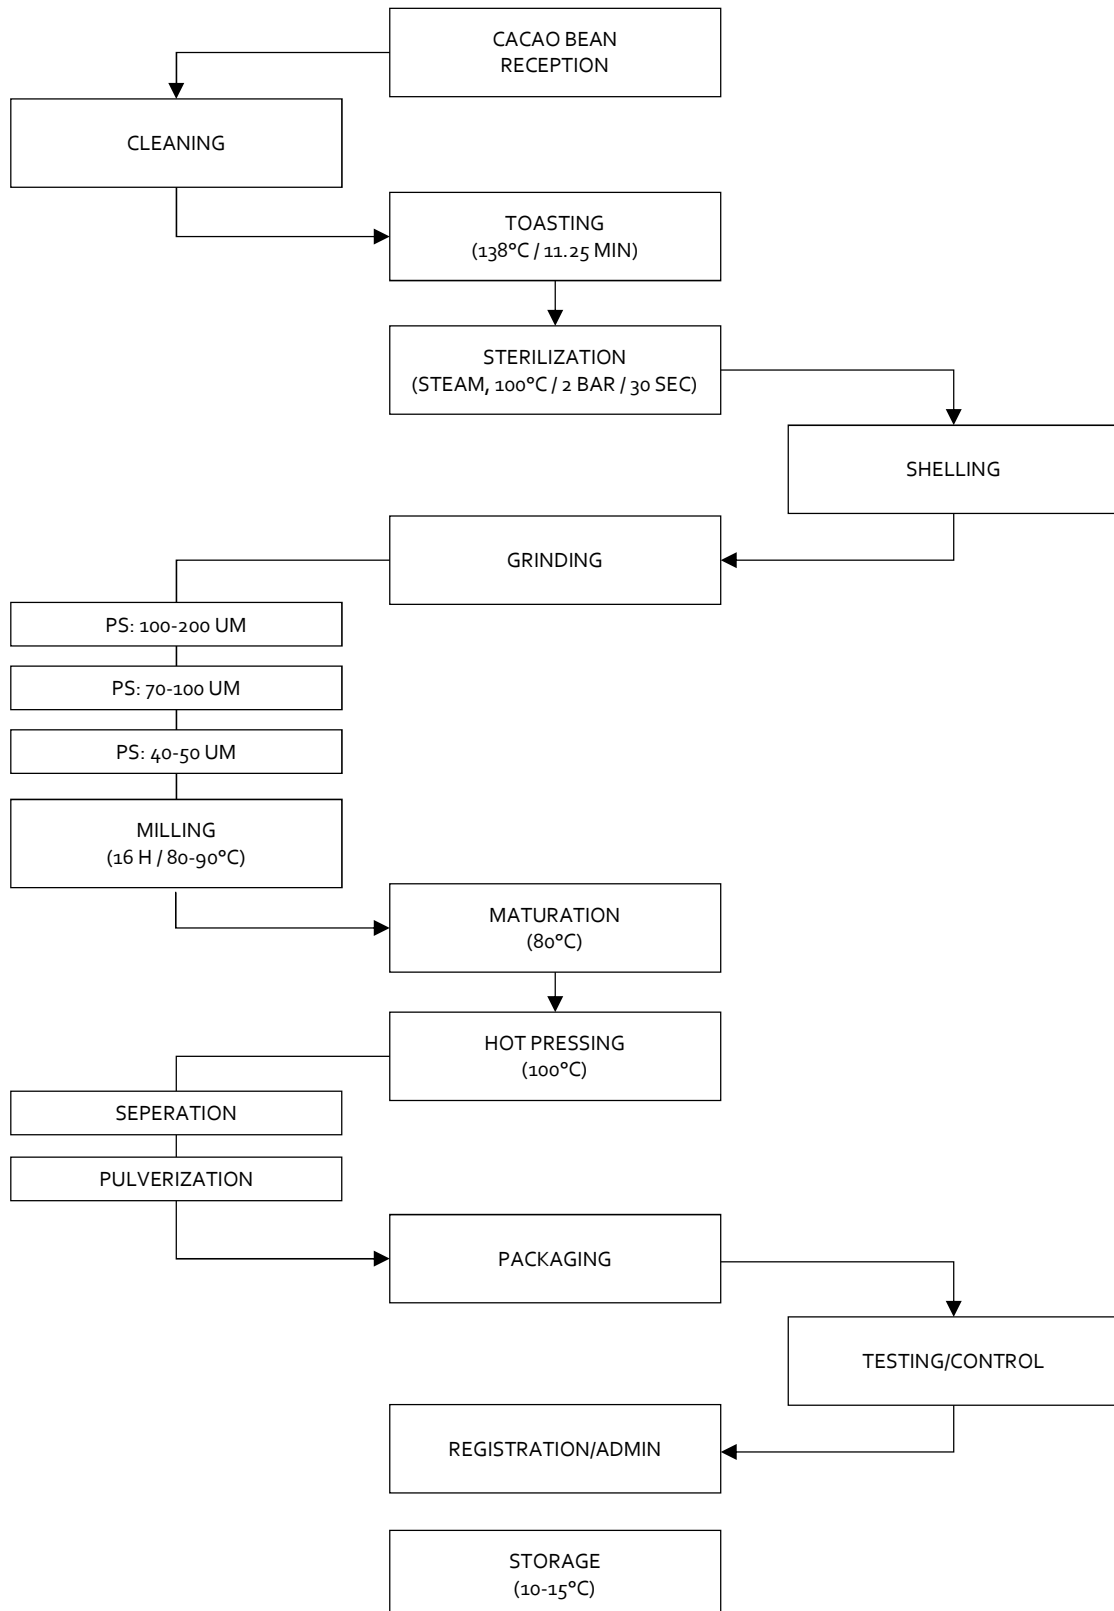 CACAO BEAN
RECEPTION
CLEANING
TOASTING
(138°C / 11.25 MIN)
STERILIZATION
(STEAM, 100°C / 2 BAR / 30 SEC)
SHELLING
GRINDING
PS: 100-200 UM
PS: 70-100 UM
PS: 40-50 UM
MILLING
(16 H / 80-90°C)
MATURATION
(80°C)
HOT PRESSING
(100°C)
SEPERATION
PULVERIZATION
PACKAGING
TESTING/CONTROL
REGISTRATION/ADMIN
STORAGE
(10-15°C)